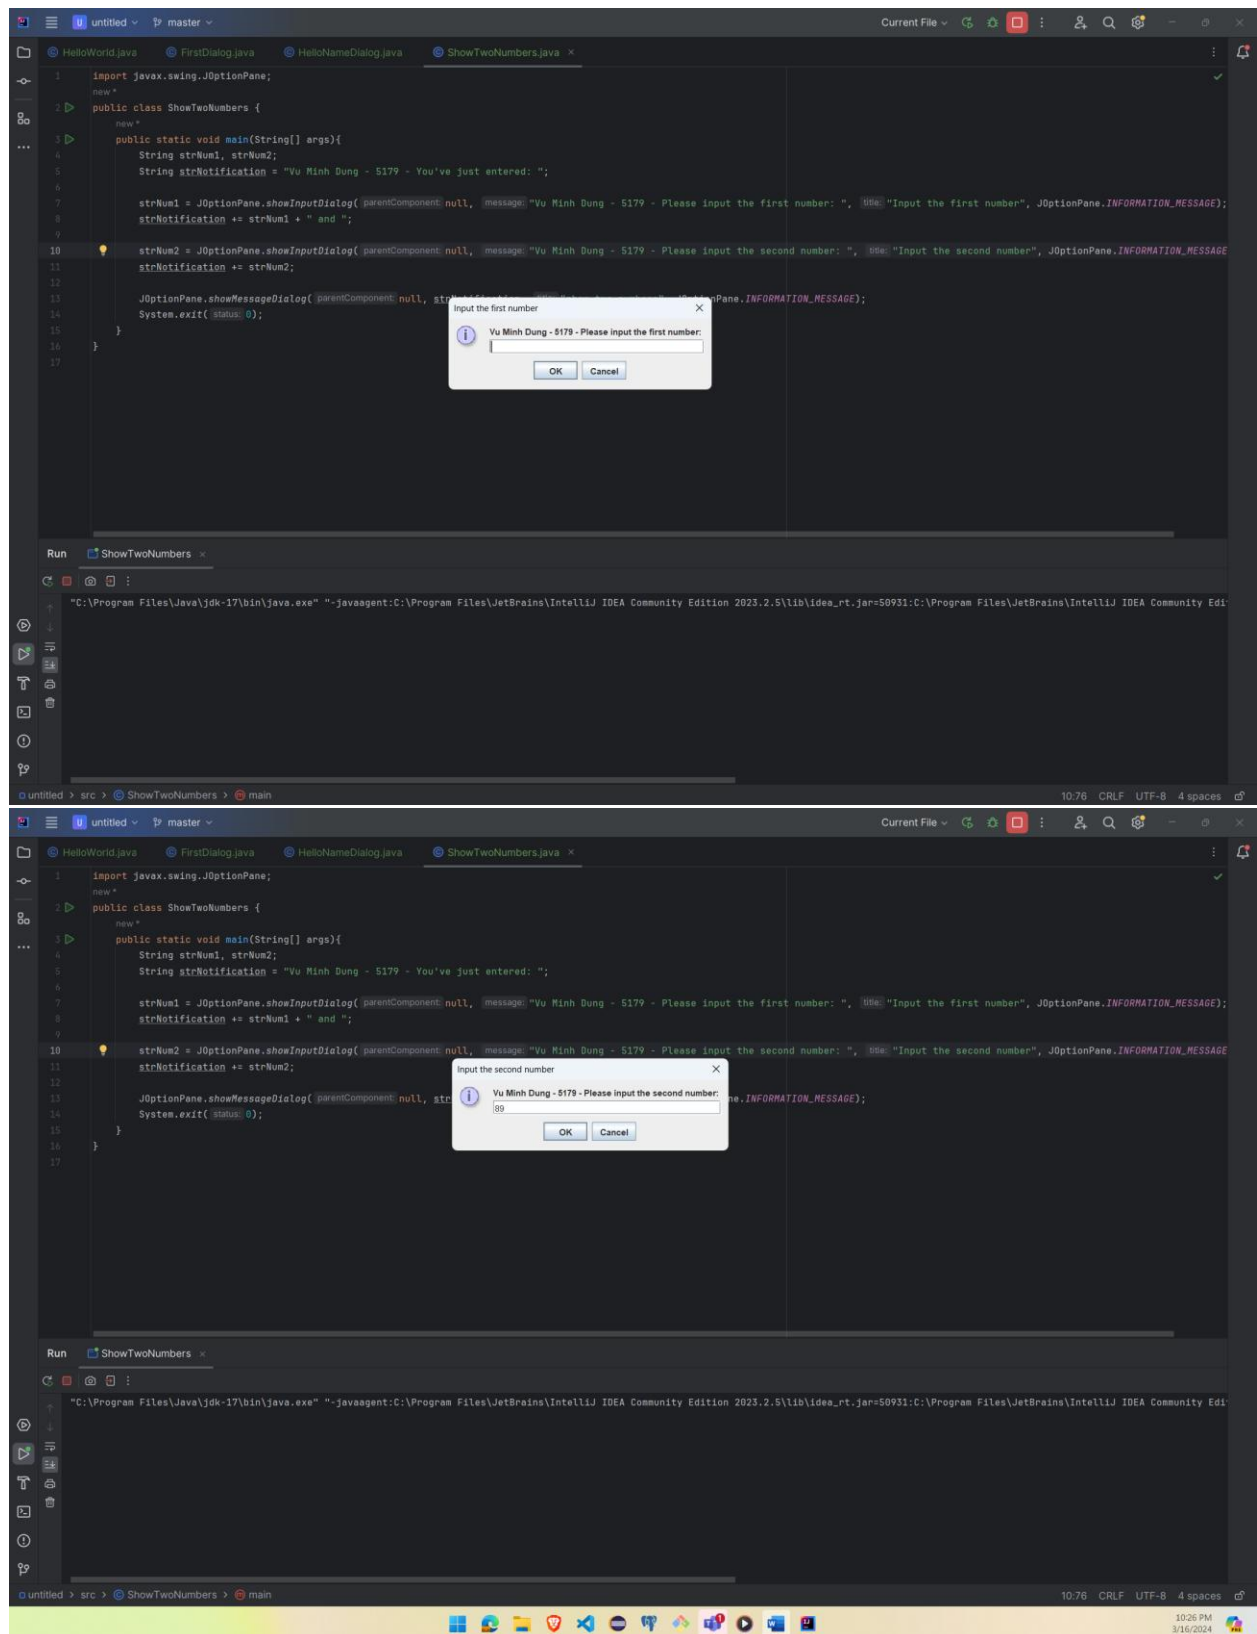 untitled master Current File
HelloWorld.java FirstDialog.java HelloNameDialog.java ShowTwoNumbers.java
1 import javax.swing.JOptionPane;
new *
2 public class ShowTwoNumbers {
new *
3 public static void main(String[] args){
4 String strNum1, strNum2;
5 String strNotification = "Vu Minh Dung - 5179 - You've just entered: ";
6
7 strNum1 = JOptionPane.showInputDialog( parentComponent: null, message: "Vu Minh Dung - 5179 - Please input the first number: ", title: "Input the first number", JOptionPane.INFORMATION_MESSAGE);
8 strNotification += strNum1 + " and ";
9
10 strNum2 = JOptionPane.showInputDialog( parentComponent: null, message: "Vu Minh Dung - 5179 - Please input the second number: ", title: "Input the second number", JOptionPane.INFORMATION_MESSAGE
11 strNotification += strNum2;
12
13 JOptionPane.showMessageDialog( parentComponent: null, Pane.INFORMATION_MESSAGE);
14 System.exit( status: 0);
15 }
16 }
17
Input the first number
Vu Minh Dung - 5179 - Please input the first number:
OK Cancel
Run ShowTwoNumbers
"C:\Program Files\Java\jdk-17\bin\java.exe" "-javaagent:C:\Program Files\JetBrains\IntelliJ IDEA Community Edition 2023.2.5\lib\idea_rt.jar=50931:C:\Program Files\JetBrains\IntelliJ IDEA Community Edi
untitled > src > ShowTwoNumbers > main 10:76 CRLF UTF-8 4 spaces
untitled master Current File
HelloWorld.java FirstDialog.java HelloNameDialog.java ShowTwoNumbers.java
1 import javax.swing.JOptionPane;
new *
2 public class ShowTwoNumbers {
new *
3 public static void main(String[] args){
4 String strNum1, strNum2;
5 String strNotification = "Vu Minh Dung - 5179 - You've just entered: ";
6
7 strNum1 = JOptionPane.showInputDialog( parentComponent: null, message: "Vu Minh Dung - 5179 - Please input the first number: ", title: "Input the first number", JOptionPane.INFORMATION_MESSAGE);
8 strNotification += strNum1 + " and ";
9
10 strNum2 = JOptionPane.showInputDialog( parentComponent: null, message: "Vu Minh Dung - 5179 - Please input the second number: ", title: "Input the second number", JOptionPane.INFORMATION_MESSAGE
11 strNotification += strNum2;
12
13 JOptionPane.showMessageDialog( parentComponent: null, str ne.INFORMATION_MESSAGE);
14 System.exit( status: 0);
15 }
16 }
17
Input the second number
Vu Minh Dung - 5179 - Please input the second number:
89
OK Cancel
Run ShowTwoNumbers
"C:\Program Files\Java\jdk-17\bin\java.exe" "-javaagent:C:\Program Files\JetBrains\IntelliJ IDEA Community Edition 2023.2.5\lib\idea_rt.jar=50931:C:\Program Files\JetBrains\IntelliJ IDEA Community Edi
untitled > src > ShowTwoNumbers > main 10:76 CRLF UTF-8 4 spaces
10:26 PM
3/16/2024